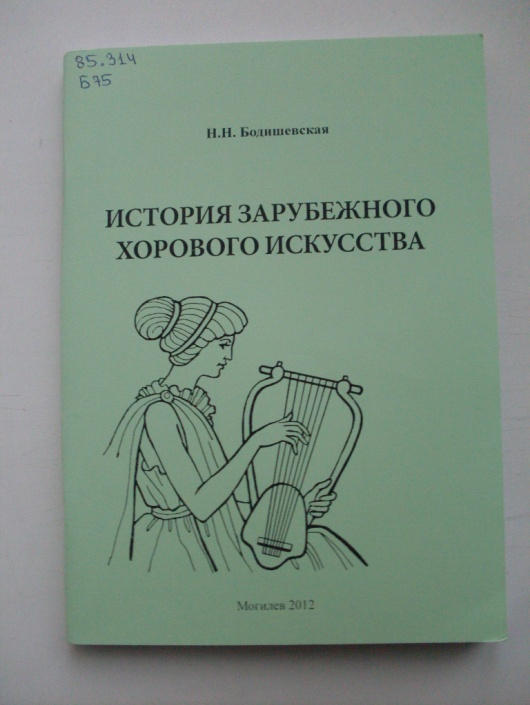 85.314
Б75
Н.Н. Бодишевская
ИСТОРИЯ ЗАРУБЕЖНОГО
ХОРОВОГО ИСКУССТВА
Могилев 2012